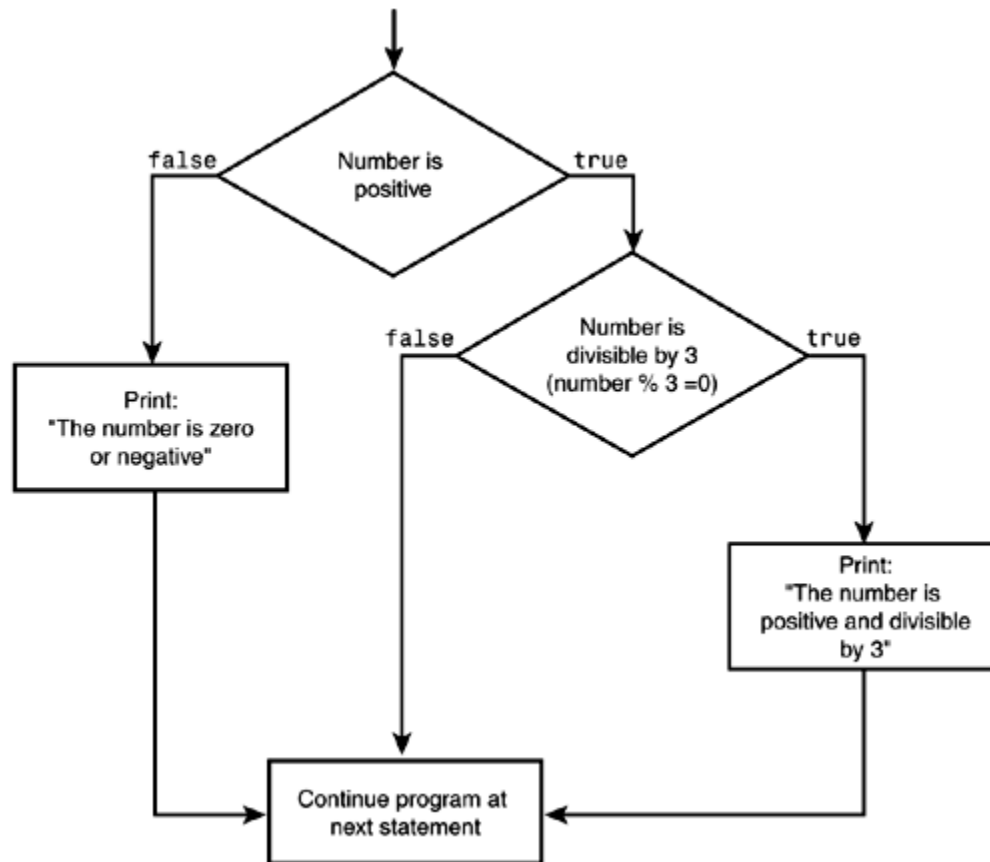 Number is
positive
false
true
Number is
divisible by 3
(number % 3 =0)
false
true
Print:
"The number is zero
or negative"
Print:
"The number is
positive and divisible
by 3"
Continue program at
next statement